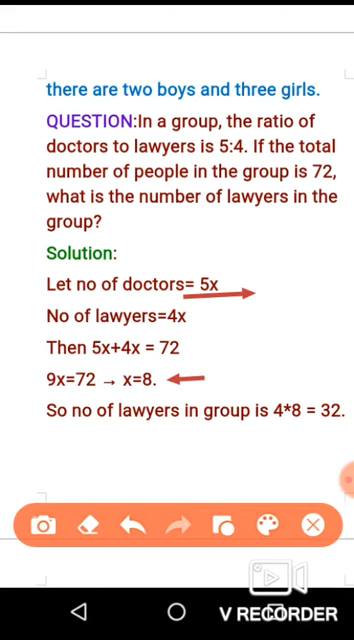 there are two boys and three girls.
QUESTION:In a group, the ratio of
doctors to lawyers is 5:4. If the total
number of people in the group is 72,
what is the number of lawyers in the
group?
Solution:
Let no of doctors= 5x
No of lawyers=4x
Then 5x+4x = 72
9x=72 → x=8.
So no of lawyers in group is 4*8 = 32.
V RECORDER